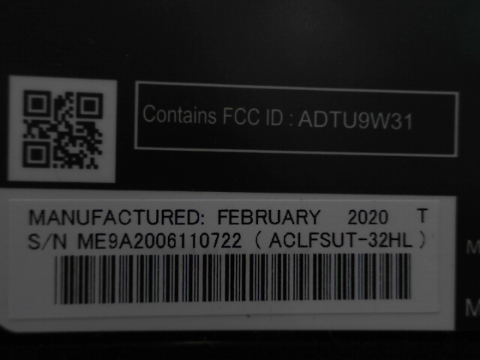 Contains FCC ID : ADTU9W31
MANUFACTURED: FEBRUARY 2020 T
S/N ME9A2006110722 ( ACLFSUT-32HL )